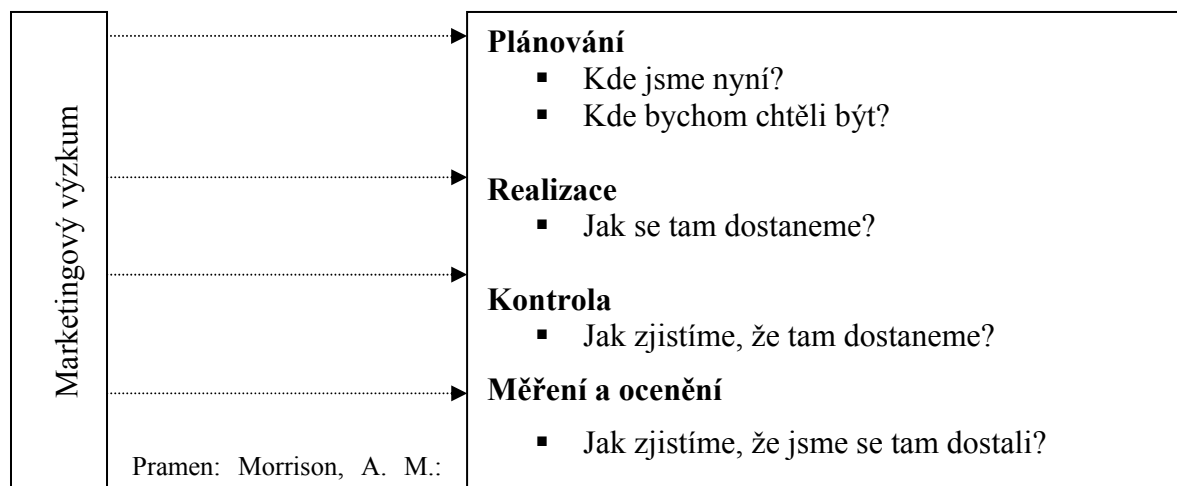 Marketingový výzkum
Plánování
▪ Kde jsme nyní?
▪ Kde bychom chtěli být?
Realizace
▪ Jak se tam dostaneme?
Kontrola
▪ Jak zjistíme, že tam dostaneme?
Měření a ocenění
▪ Jak zjistíme, že jsme se tam dostali?
Pramen: Morrison, A. M.: